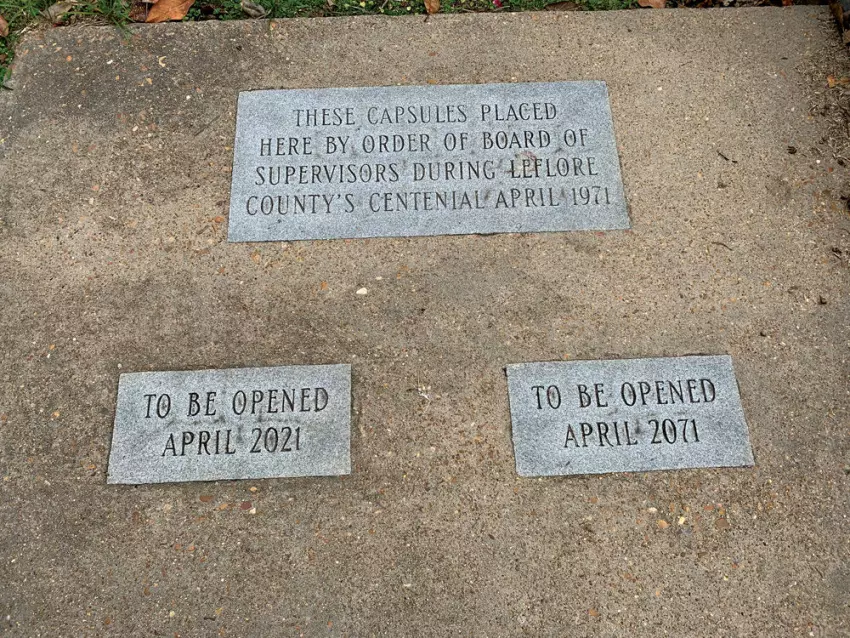 THESE CAPSULES PLACED
HERE BY ORDER OF BOARD OF
SUPERVISORS DURING LEFLORE
COUNTY'S CENTENIAL APRIL 1971
TO BE OPENED
APRIL 2021
TO BE OPENED
APRIL 2071